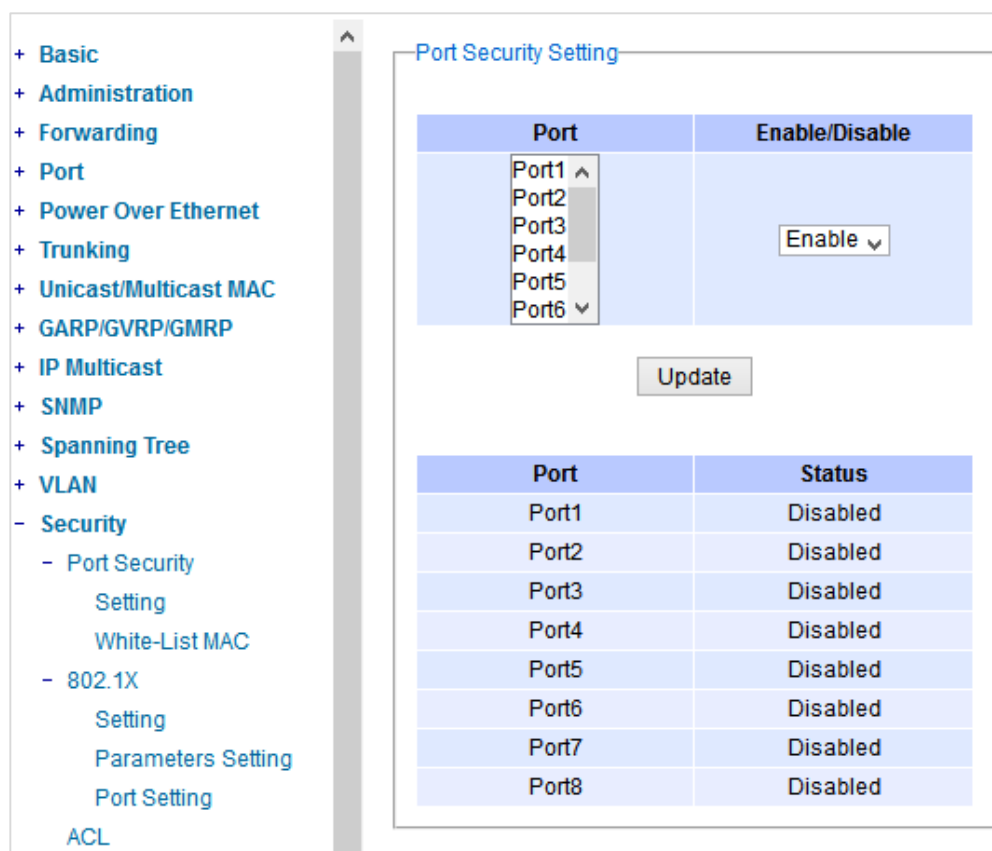 + Basic
+ Administration
+ Forwarding
+ Port
+ Power Over Ethernet
+ Trunking
+ Unicast/Multicast MAC
+ GARP/GVRP/GMRP
+ IP Multicast
+ SNMP
+ Spanning Tree
+ VLAN
- Security
- Port Security
Setting
White-List MAC
- 802.1X
Setting
Parameters Setting
Port Setting
ACL
Port Security Setting
Port Enable/Disable
Port1
Port2
Port3
Port4
Port5
Port6
Enable
Update
Port Status
Port1 Disabled
Port2 Disabled
Port3 Disabled
Port4 Disabled
Port5 Disabled
Port6 Disabled
Port7 Disabled
Port8 Disabled